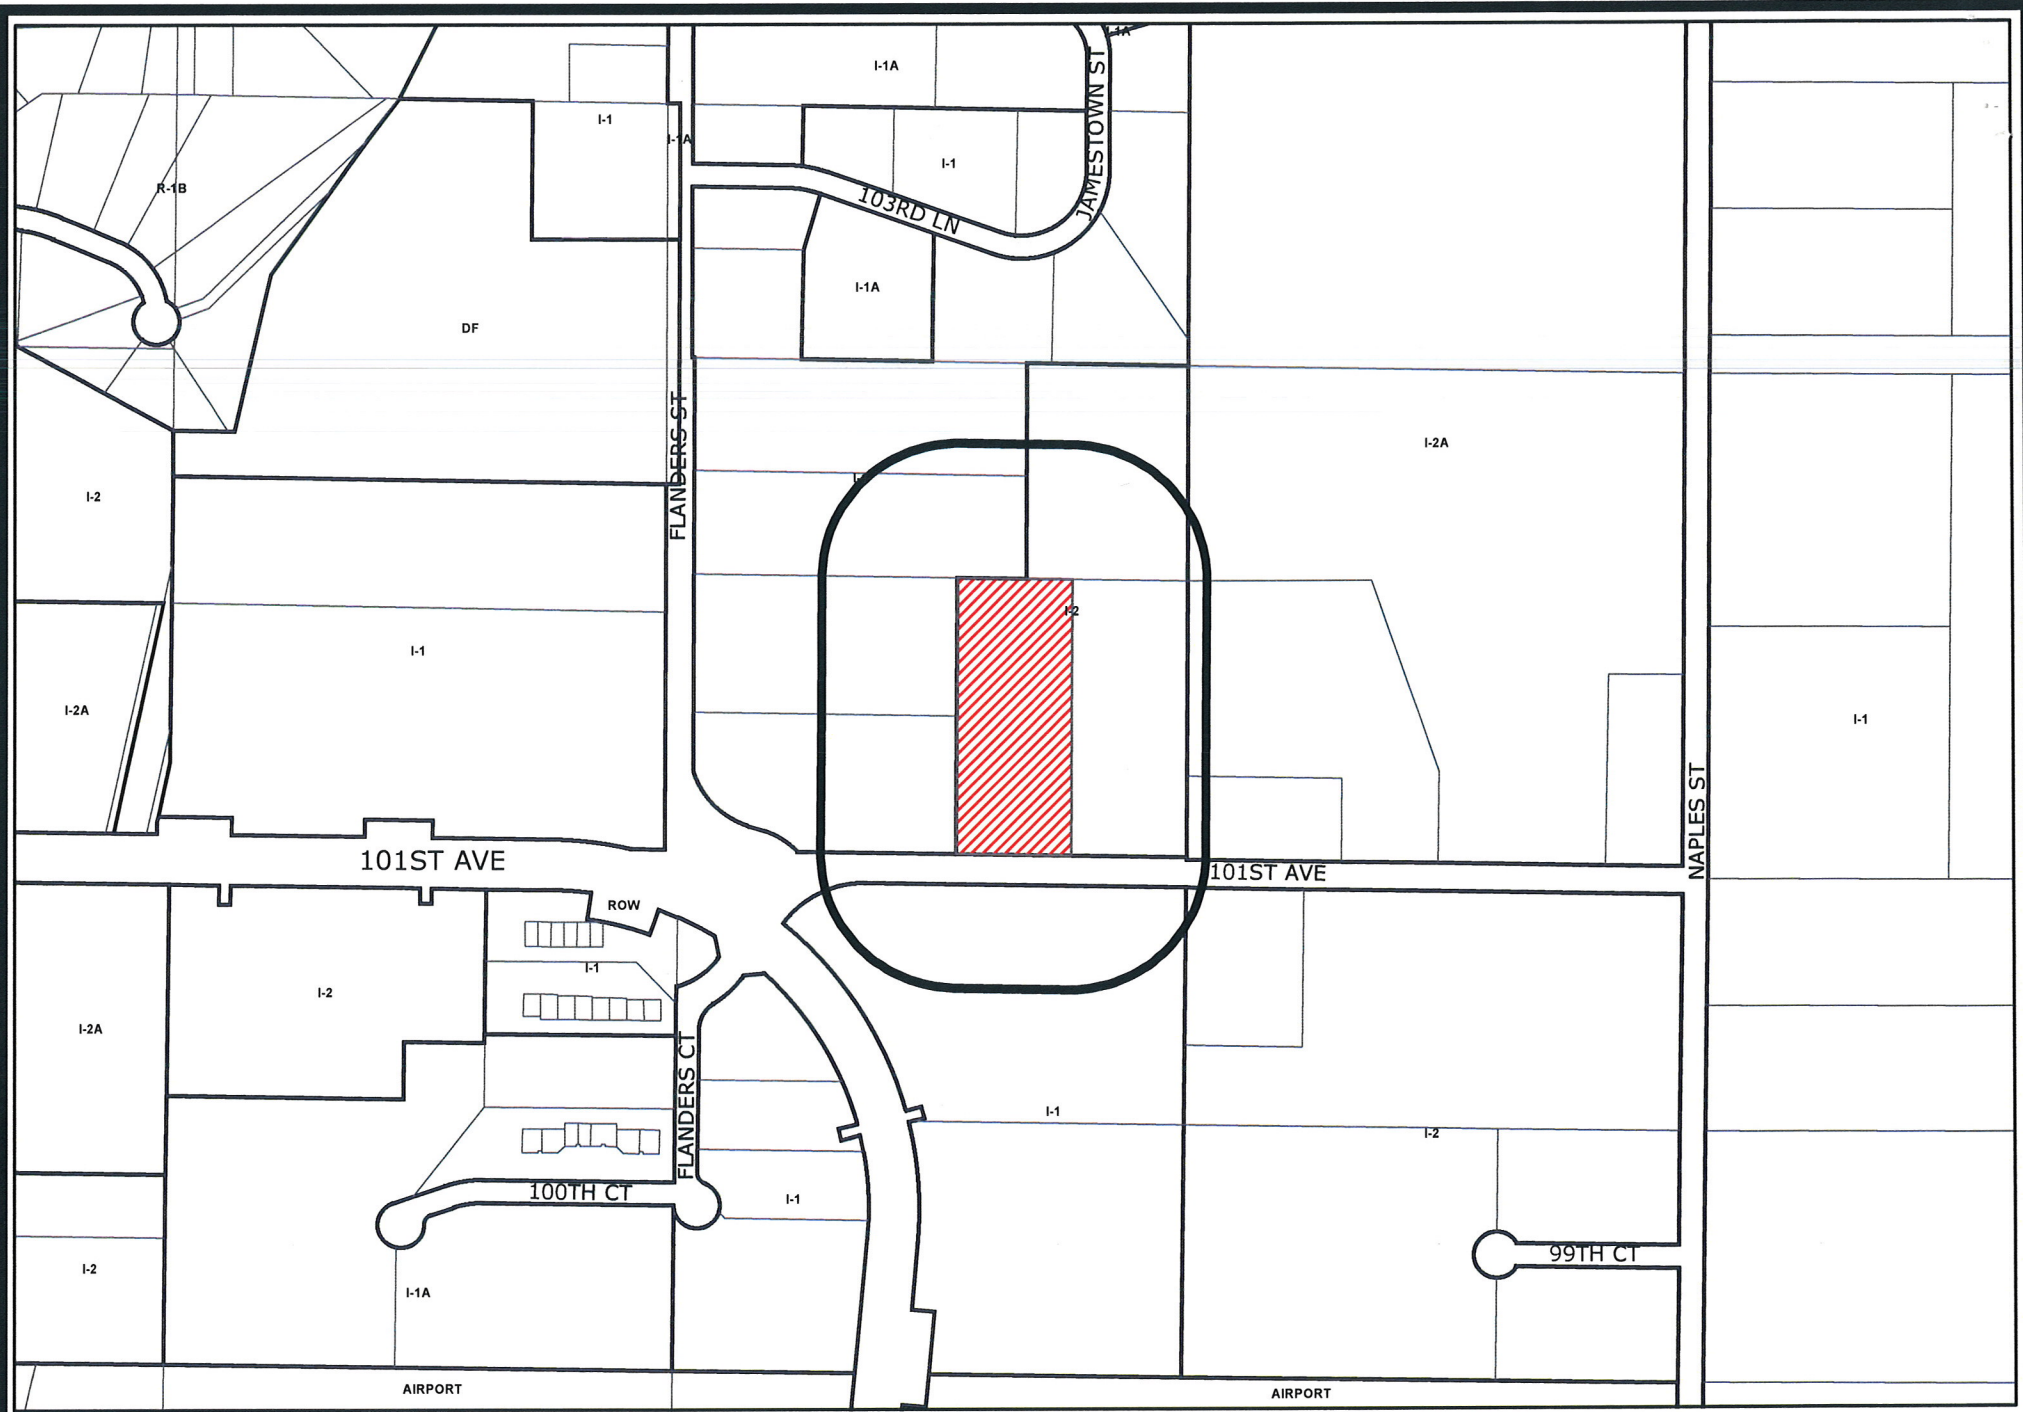 I-1A
I-1A
JAMESTOWN ST
I-1
I-1A
I-1
R-1B
103RD LN
I-1A
DF
FLANDERS ST
I-2A
I-2
I-2
I-1
I-2A
I-1
NAPLES ST
101ST AVE
101ST AVE
ROW
I-1
I-2
I-2A
FLANDERS CT
I-1
I-2
100TH CT
I-1
99TH CT
I-2
I-1A
AIRPORT
AIRPORT